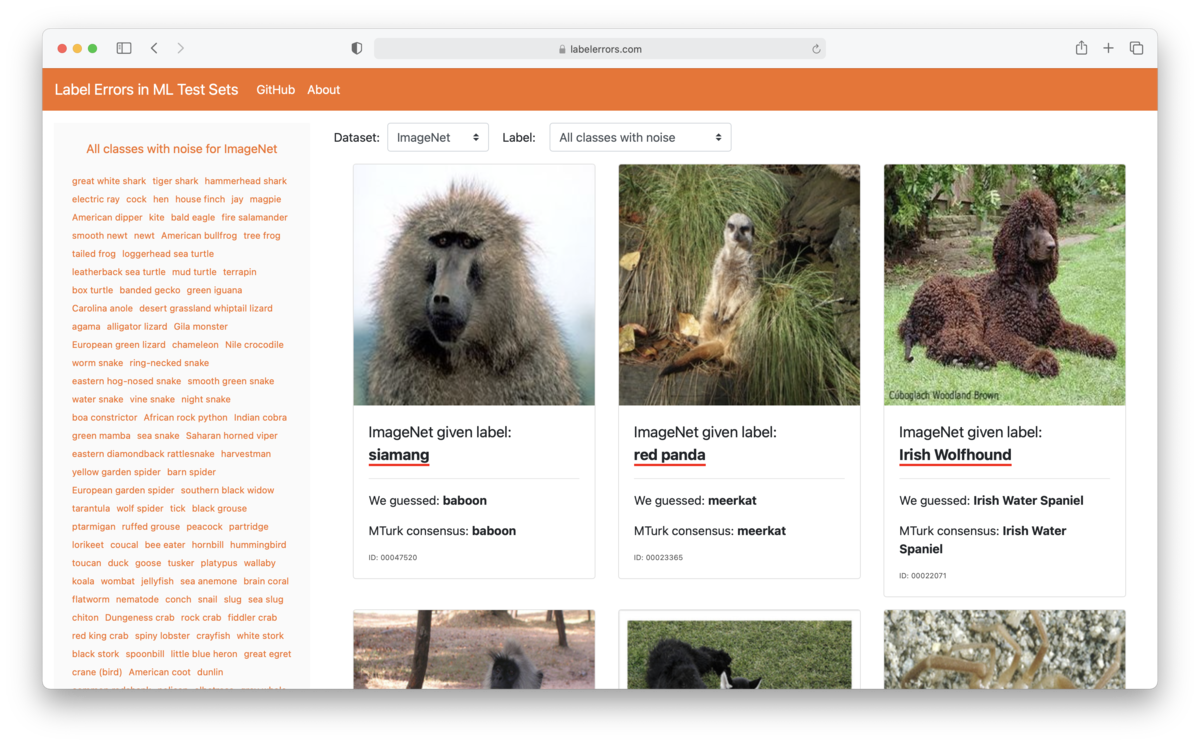 labelerrors.com
Label Errors in ML Test Sets GitHub About
All classes with noise for ImageNet
great white shark tiger shark hammerhead shark
electric ray cock hen house finch jay magpie
American dipper kite bald eagle fire salamander
smooth newt newt American bullfrog tree frog
tailed frog loggerhead sea turtle
leatherback sea turtle mud turtle terrapin
box turtle banded gecko green iguana
Carolina anole desert grassland whiptail lizard
agama alligator lizard Gila monster
European green lizard chameleon Nile crocodile
worm snake ring-necked snake
eastern hog-nosed snake smooth green snake
water snake vine snake night snake
boa constrictor African rock python Indian cobra
green mamba sea snake Saharan horned viper
eastern diamondback rattlesnake harvestman
yellow garden spider barn spider
European garden spider southern black widow
tarantula wolf spider tick black grouse
ptarmigan ruffed grouse peacock partridge
lorikeet coucal bee eater hornbill hummingbird
toucan duck goose tusker platypus wallaby
koala wombat jellyfish sea anemone brain coral
flatworm nematode conch snail slug sea slug
chiton Dungeness crab rock crab fiddler crab
red king crab spiny lobster crayfish white stork
black stork spoonbill little blue heron great egret
crane (bird) American coot dunlin
Dataset: ImageNet Label: All classes with noise
ImageNet given label:
siamang
We guessed: baboon
MTurk consensus: baboon
ID: 00047520
ImageNet given label:
red panda
We guessed: meerkat
MTurk consensus: meerkat
ID: 00023365
Cuboglach Woodland Brown
ImageNet given label:
Irish Wolfhound
We guessed: Irish Water Spaniel
MTurk consensus: Irish Water
Spaniel
ID: 00022071